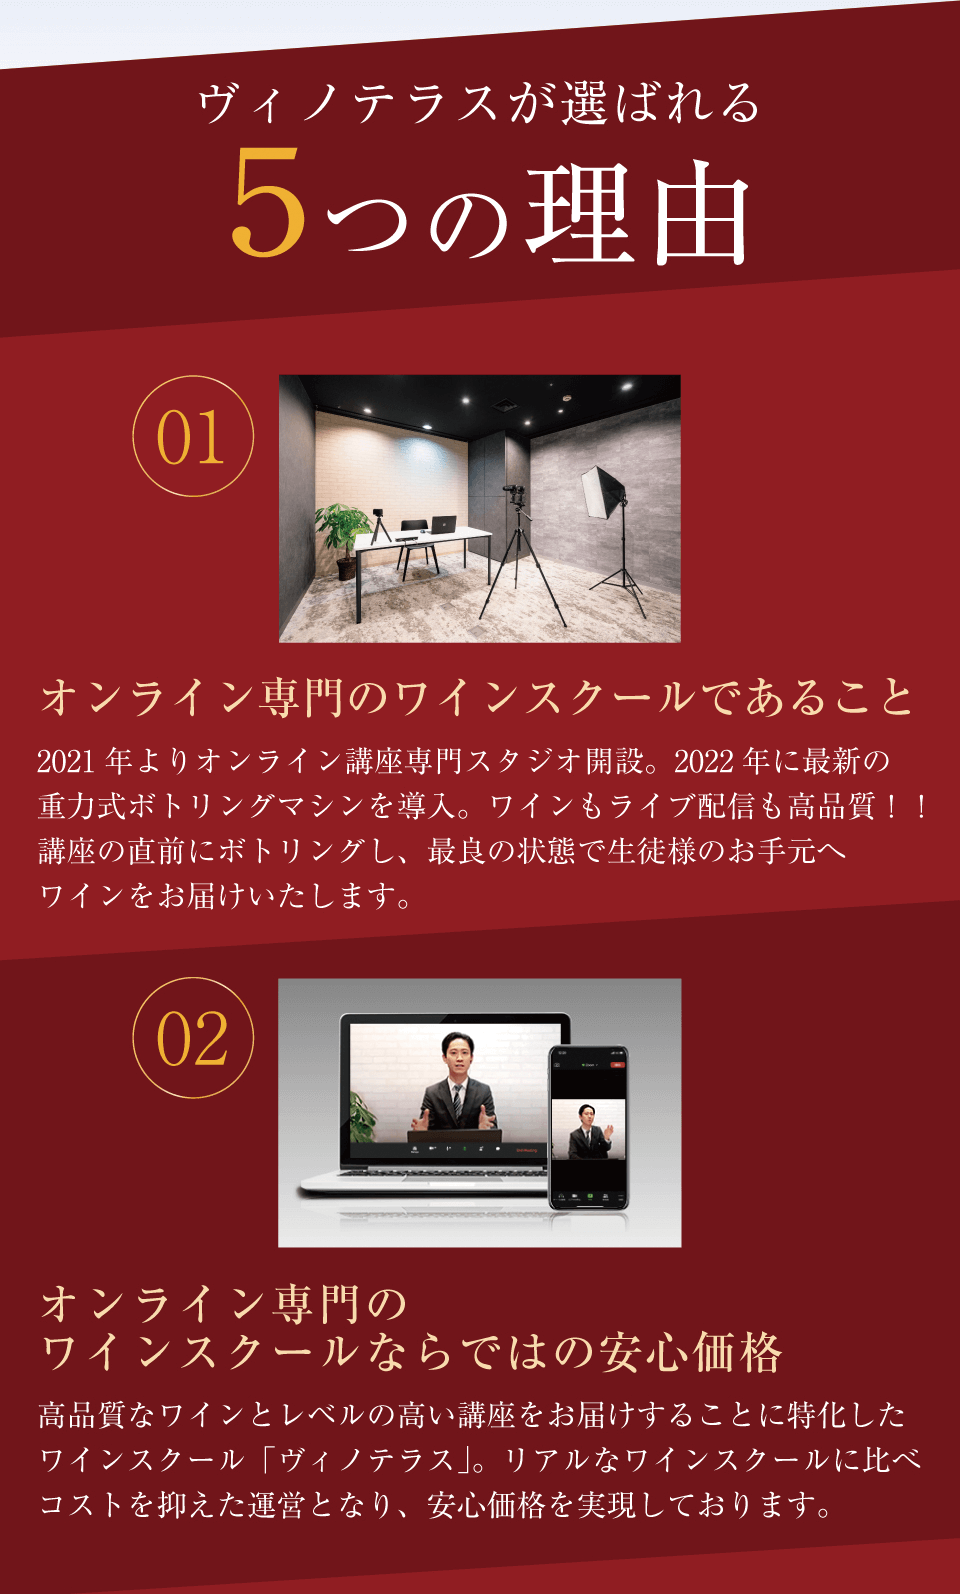 ヴィノテラスが選ばれる
5つの理由
01
オンライン専門のワインスクールであること
2021年よりオンライン講座専門スタジオ開設。2022年に最新の
重力式ボトリングマシンを導入。ワインもライブ配信も高品質！！
講座の直前にボトリングし、最良の状態で生徒様のお手元へ
ワインをお届けいたします。
02
オンライン専門の
ワインスクールならではの安心価格
高品質なワインとレベルの高い講座をお届けすることに特化した
ワインスクール「ヴィノテラス」。リアルなワインスクールに比べ
コストを抑えた運営となり、安心価格を実現しております。